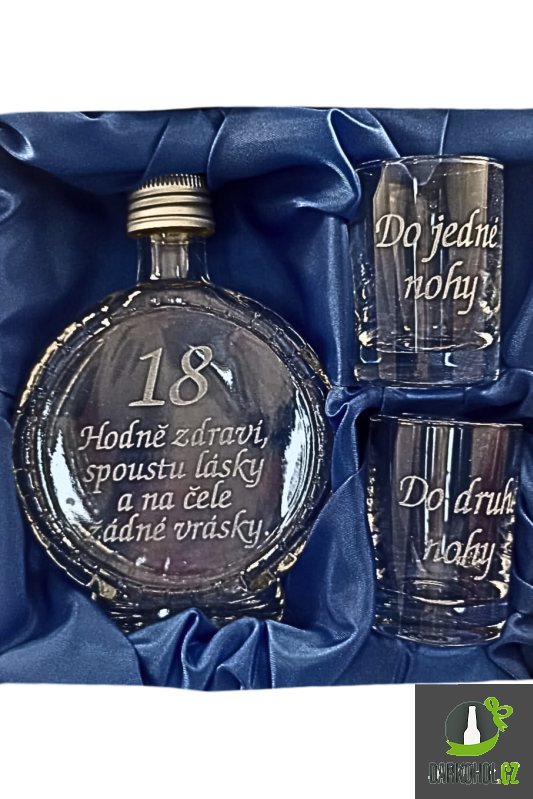 18
Hodně zdraví,
spoustu lásky
a na čele
žádné vrásky.
Do jedné
nohy
Do druhé
nohy
DARKOHOL.CZ